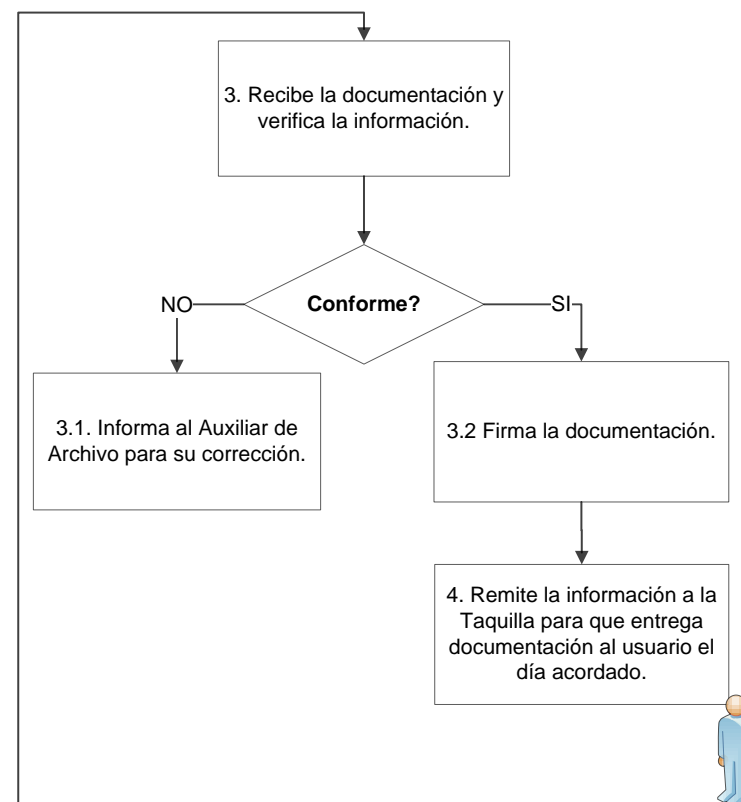 3. Recibe la documentación y
verifica la información.
Conforme?
NO
SI
3.1. Informa al Auxiliar de
Archivo para su corrección.
3.2 Firma la documentación.
4. Remite la información a la
Taquilla para que entrega
documentación al usuario el
día acordado.